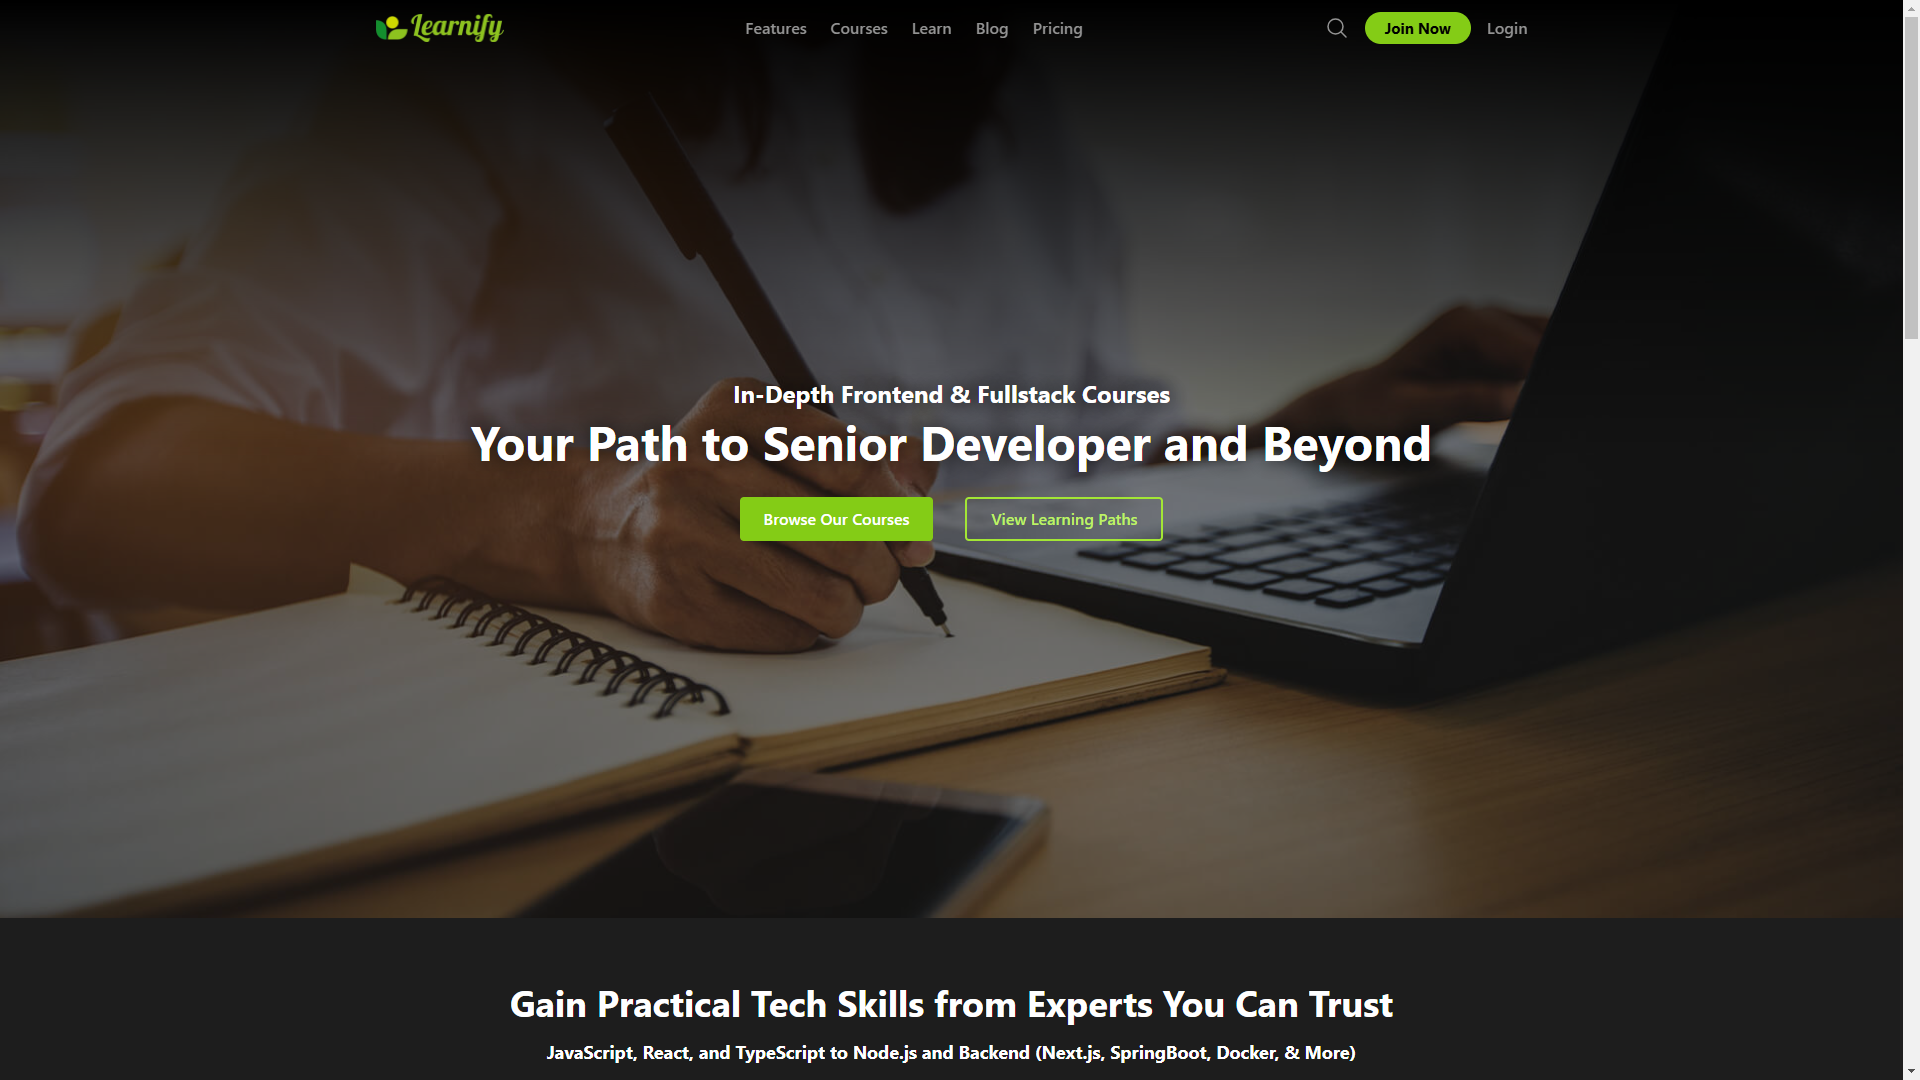 Learnify Features Courses Learn Blog Pricing Join Now Login
In-Depth Frontend & Fullstack Courses
Your Path to Senior Developer and Beyond
Browse Our Courses View Learning Paths
Gain Practical Tech Skills from Experts You Can Trust
JavaScript, React, and TypeScript to Node.js and Backend (Next.js, SpringBoot, Docker, & More)